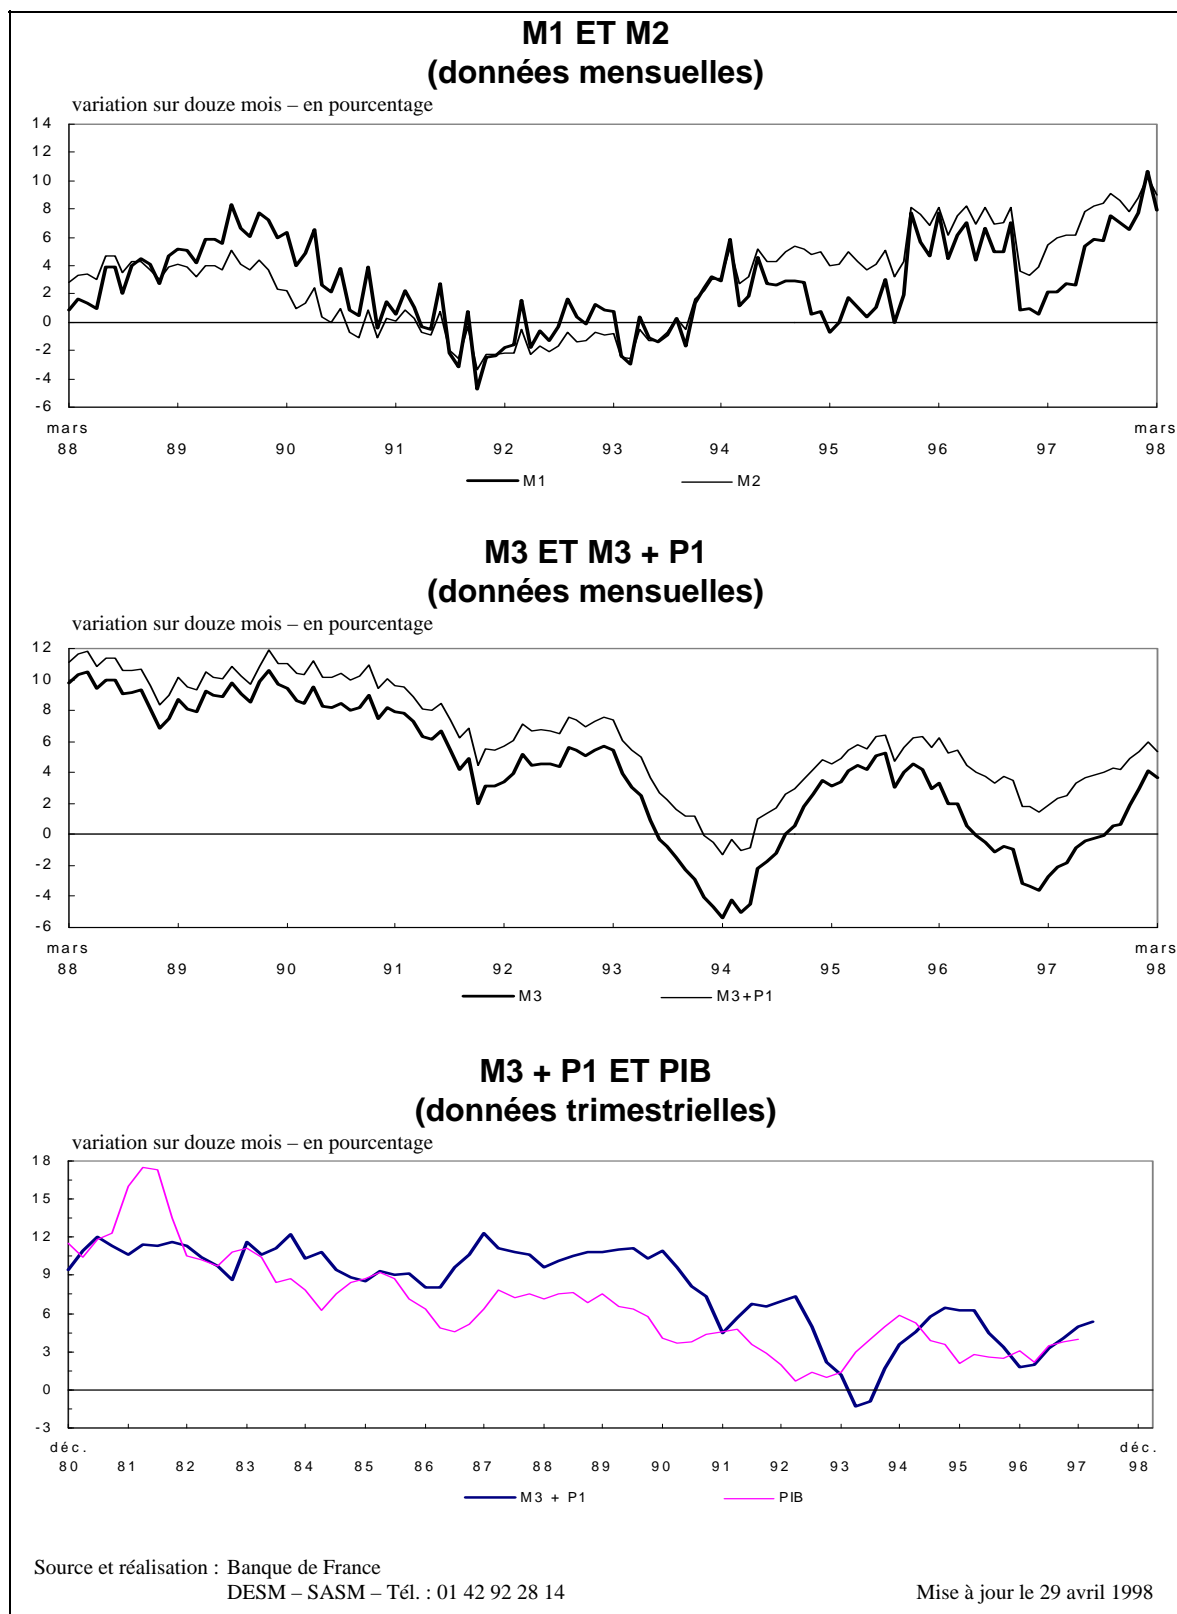 M1 ET M2
(données mensuelles)
variation sur douze mois – en pourcentage
14
12
10
8
6
4
2
0
-2
-4
-6
mars mars
88 89 90 91 92 93 94 95 96 97 98
M1 M2
M3 ET M3 + P1
(données mensuelles)
variation sur douze mois – en pourcentage
12
10
8
6
4
2
0
-2
-4
-6
mars mars
88 89 90 91 92 93 94 95 96 97 98
M3 M3+P1
M3 + P1 ET PIB
(données trimestrielles)
variation sur douze mois – en pourcentage
18
15
12
9
6
3
0
-3
déc. déc.
80 81 82 83 84 85 86 87 88 89 90 91 92 93 94 95 96 97 98
M3 + P1 PIB
Source et réalisation : Banque de France
DESM – SASM – Tél. : 01 42 92 28 14 Mise à jour le 29 avril 1998